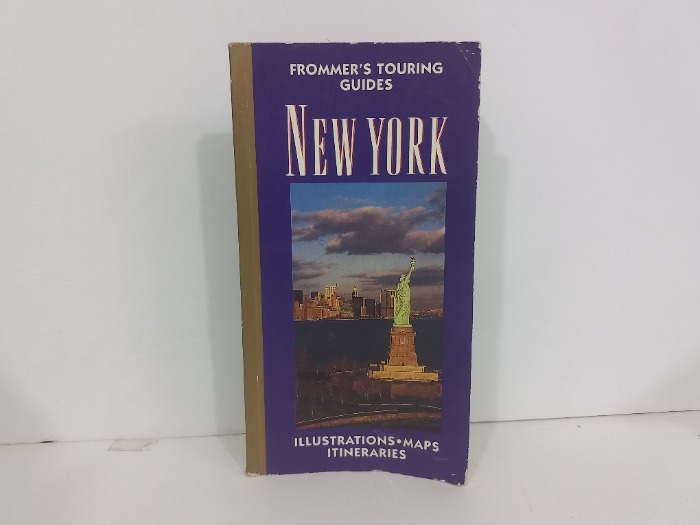 FROMMER'S TOURING
GUIDES
NEW YORK
ILLUSTRATIONS•MAPS
ITINERARIES